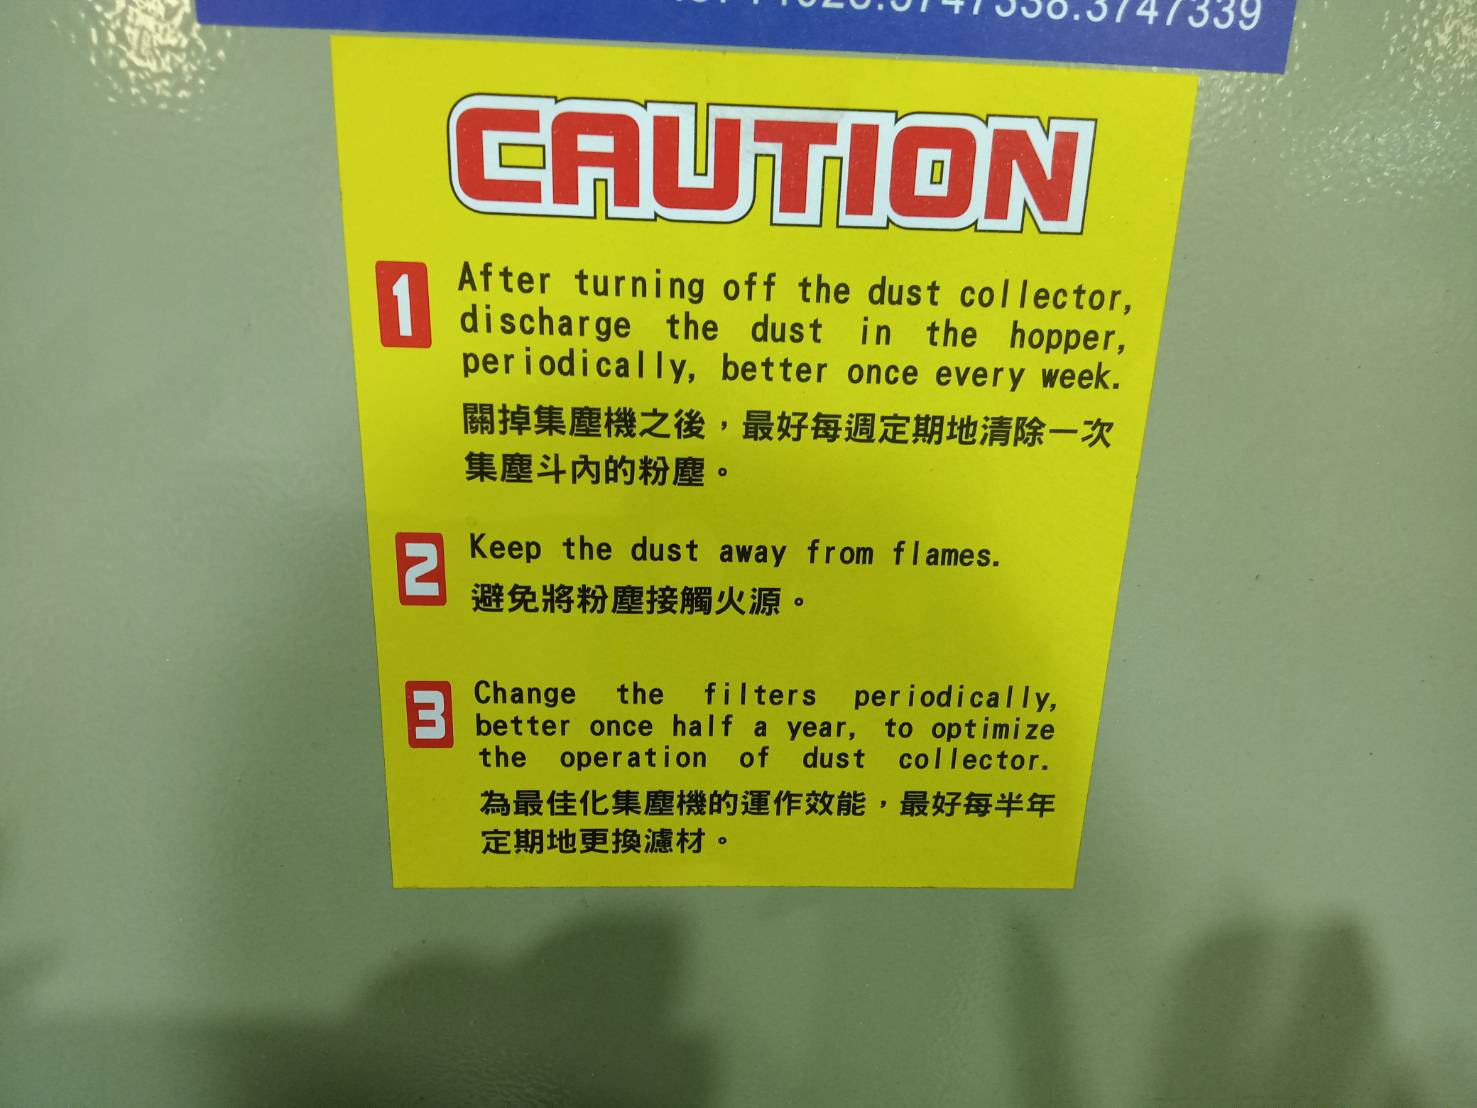 3747338.3747339
CAUTION
1 After turning off the dust collector,
discharge the dust in the hopper,
periodically, better once every week.
關掉集塵機之後，最好每週定期地清除一次
集塵斗內的粉塵。
2 Keep the dust away from flames.
避免將粉塵接觸火源。
3 Change the filters periodically,
better once half a year, to optimize
the operation of dust collector.
為最佳化集塵機的運作效能，最好每半年
定期地更換濾材。